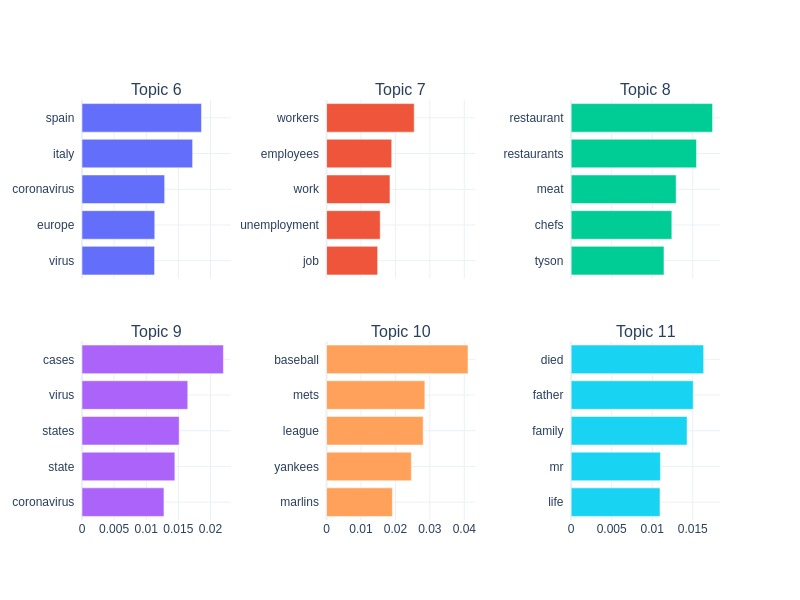 Topic 6
Topic 7
Topic 8
spain
italy
coronavirus
europe
virus
workers
employees
work
unemployment
job
restaurant
restaurants
meat
chefs
tyson
Topic 9
Topic 10
Topic 11
cases
virus
states
state
coronavirus
0 0.005 0.01 0.015 0.02
baseball
mets
league
yankees
marlins
0 0.01 0.02 0.03 0.04
died
father
family
mr
life
0 0.005 0.01 0.015